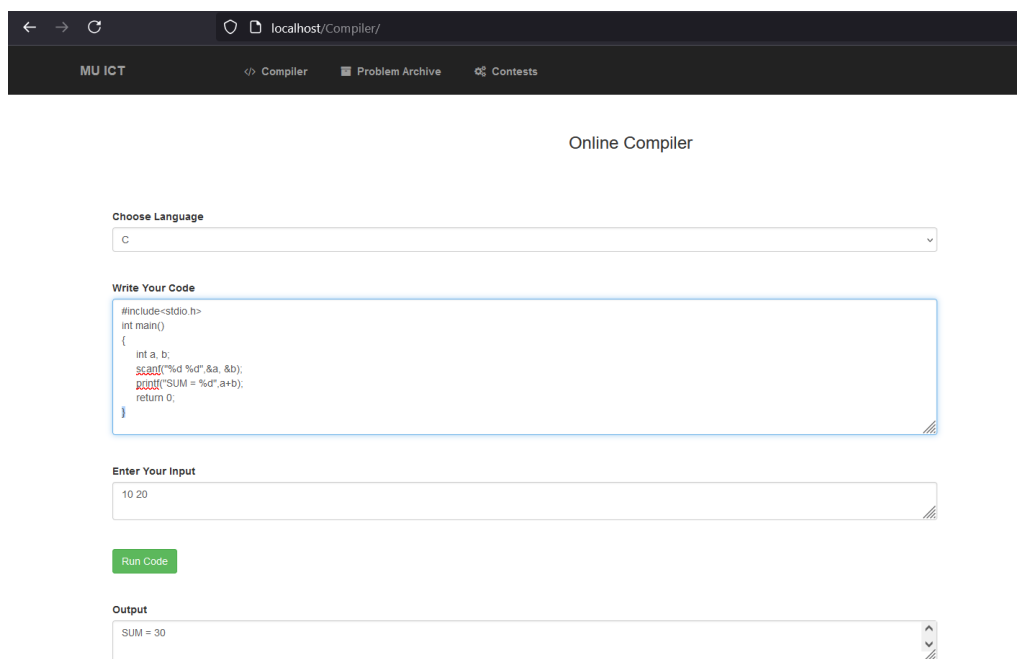 localhost/Compiler/
MU ICT </> Compiler Problem Archive Contests
Online Compiler
Choose Language
C
Write Your Code
#include<stdio.h>
int main()
{
int a, b;
scanf("%d %d",&a, &b);
printf("SUM = %d",a+b);
return 0;
}
Enter Your Input
10 20
Run Code
Output
SUM = 30